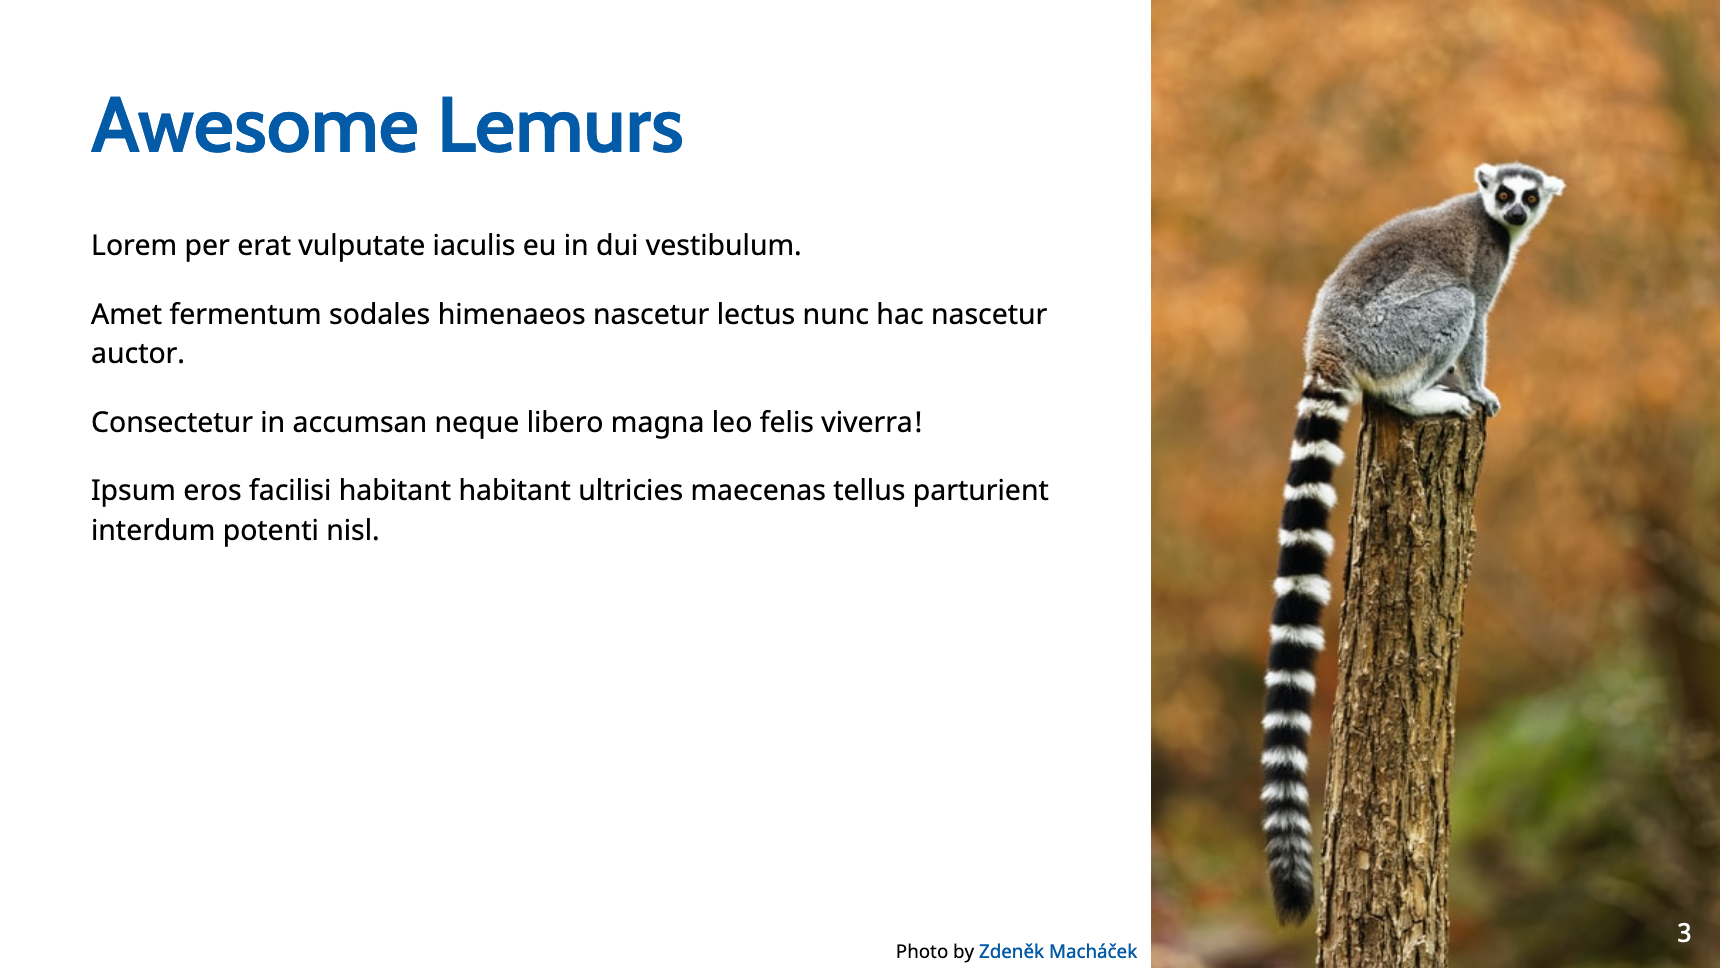 Awesome Lemurs
Lorem per erat vulputate iaculis eu in dui vestibulum.
Amet fermentum sodales himenaeos nascetur lectus nunc hac nascetur
auctor.
Consectetur in accumsan neque libero magna leo felis viverra!
Ipsum eros facilisi habitant habitant ultricies maecenas tellus parturient
interdum potenti nisl.
Photo by Zdeněk Macháček
3